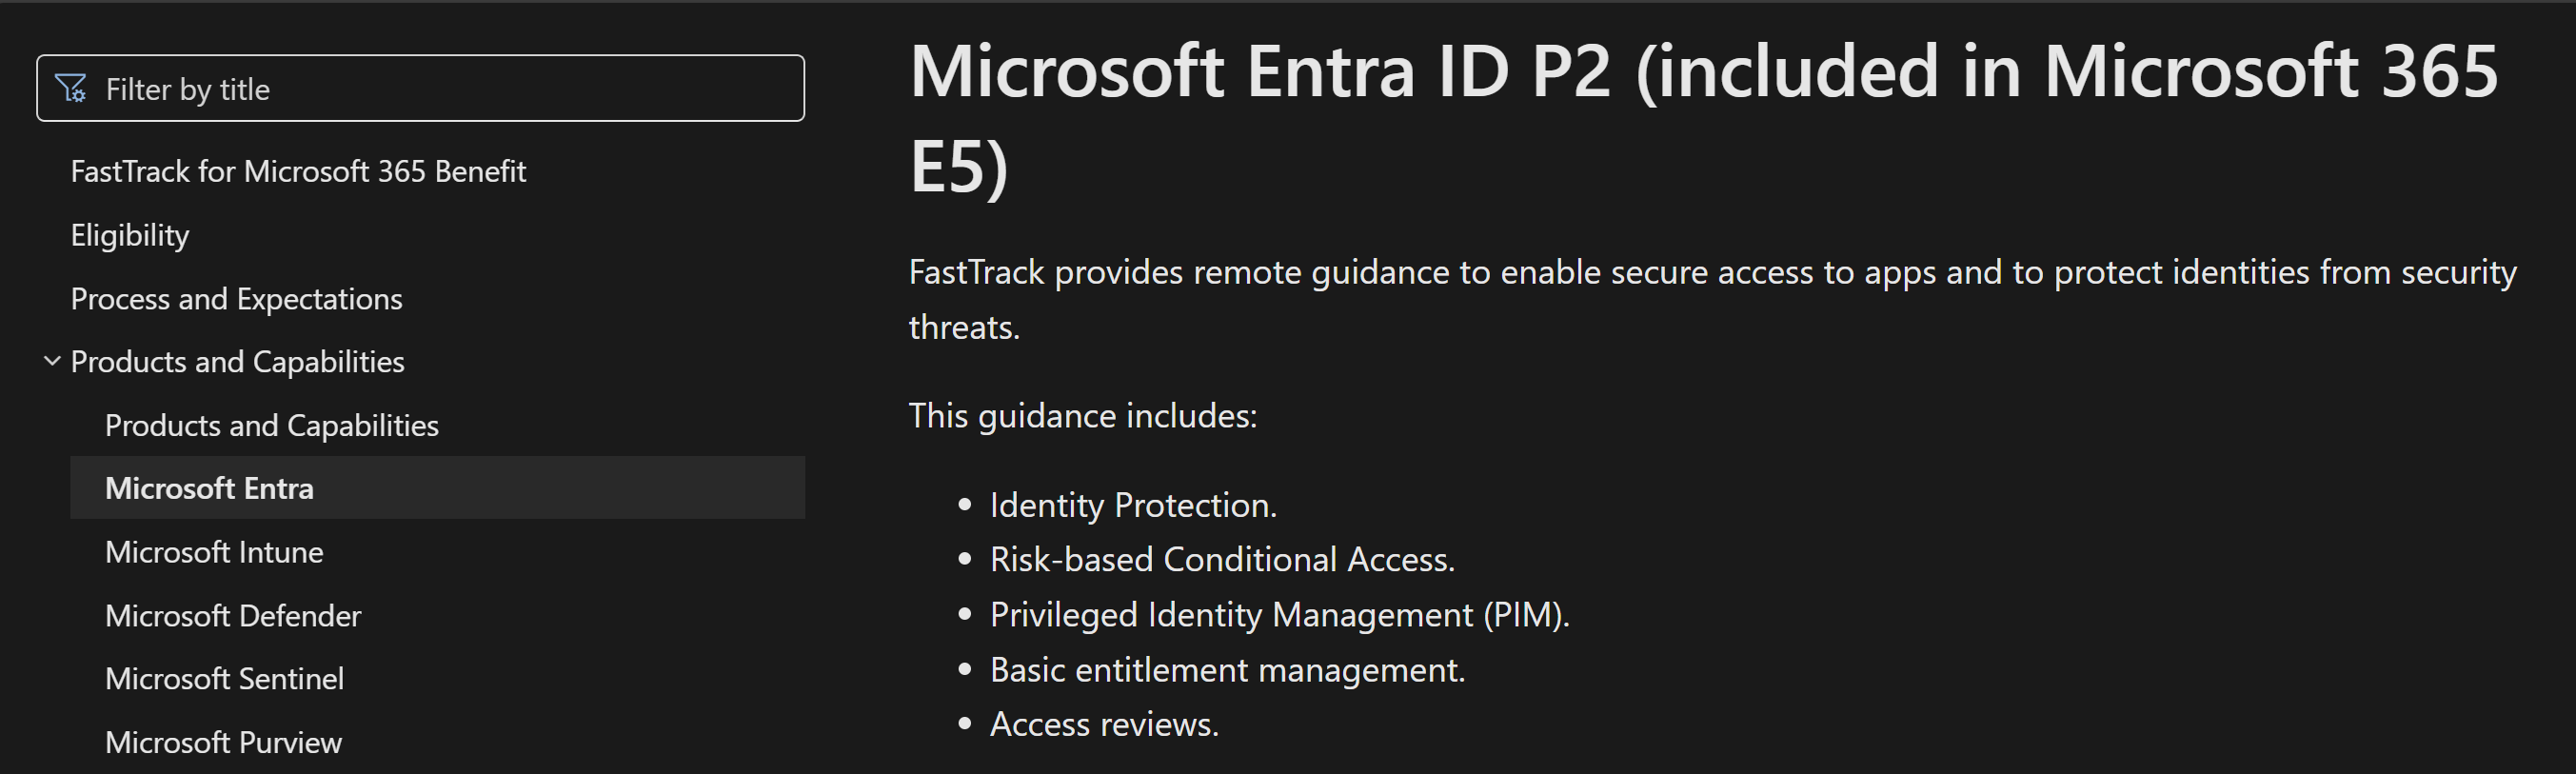 Filter by title
FastTrack for Microsoft 365 Benefit
Eligibility
Process and Expectations
Products and Capabilities
Products and Capabilities
Microsoft Entra
Microsoft Intune
Microsoft Defender
Microsoft Sentinel
Microsoft Purview
Microsoft Entra ID P2 (included in Microsoft 365
E5)
FastTrack provides remote guidance to enable secure access to apps and to protect identities from security
threats.
This guidance includes:
• Identity Protection.
• Risk-based Conditional Access.
• Privileged Identity Management (PIM).
• Basic entitlement management.
• Access reviews.